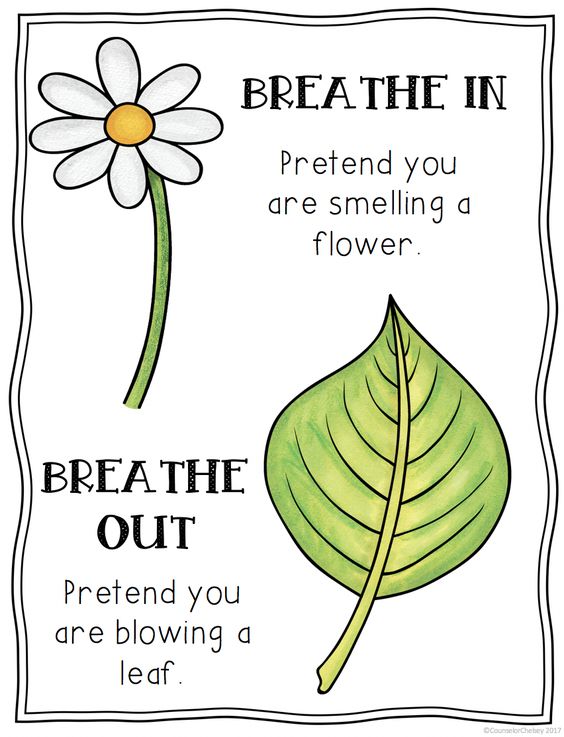 BREATHE IN
Pretend you
are smelling a
flower.
BREATHE
OUT
Pretend you
are blowing a
leaf.
©CounselorChelsey 2017